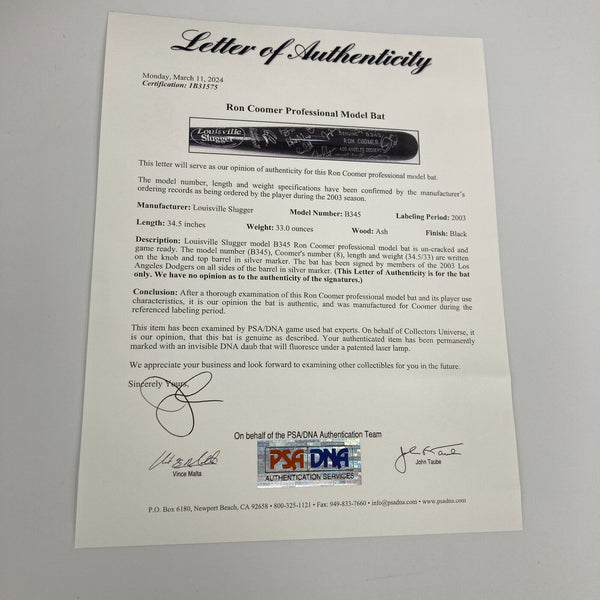 Letter of Authenticity
Monday, March 11, 2024
Certification: 1B31575
Ron Coomer Professional Model Bat
Louisville
Slugger
B345
RON COOMER
LOS ANGELES DODGERS
This letter will serve as our opinion of authenticity for this Ron Coomer professional model bat.
The model number, length and weight specifications have been confirmed by the manufacturer's
ordering records as being ordered by the player during the 2003 season.
Manufacturer: Louisville Slugger Model Number: B345 Labeling Period: 2003
Length: 34.5 inches Weight: 33.0 ounces Wood: Ash Finish: Black
Description: Louisville Slugger model B345 Ron Coomer professional model bat is un-cracked and
game ready. The model number (B345), Coomer's number (8), length and weight (34.5/33) are written
on the knob and top barrel in silver marker. The bat has been signed by members of the 2003 Los
Angeles Dodgers on all sides of the barrel in silver marker. (This Letter of Authenticity is for the bat
only. We have no opinion as to the authenticity of the signatures.)
Conclusion: After a thorough examination of this Ron Coomer professional model bat and its player use
characteristics, it is our opinion the bat is authentic, and was manufactured for Coomer during the
referenced labeling period.
This item has been examined by PSA/DNA game used bat experts. On behalf of Collectors Universe, it
is our opinion, that this bat is genuine as described. Your authenticated item has been permanently
marked with an invisible DNA daub that will fluoresce under a patented laser lamp.
We appreciate your business and look forward to examining other collectibles for you in the future.
Sincerely Yours,
On behalf of the PSA/DNA Authentication Team
PSA DNA
AUTHENTICATION SERVICES
Vince Malta
John Taube
P.O. Box 6180, Newport Beach, CA 92658 • 800-325-1121 • Fax: 949-833-7660 • info@psadna.com • www.psadna.com